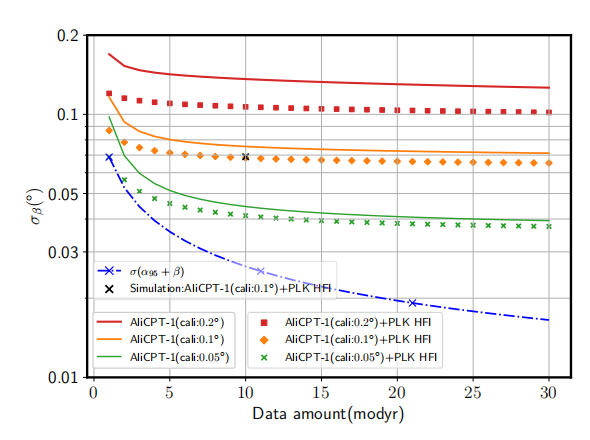 0.2
0.1
0.05
0.03
0.01
σβ(°)
σ(α95 + β)
Simulation:AliCPT-1(cali:0.1°)+PLK HFI
AliCPT-1(cali:0.2°)
AliCPT-1(cali:0.1°)
AliCPT-1(cali:0.05°)
AliCPT-1(cali:0.2°)+PLK HFI
AliCPT-1(cali:0.1°)+PLK HFI
AliCPT-1(cali:0.05°)+PLK HFI
0 5 10 15 20 25 30
Data amount(modyr)